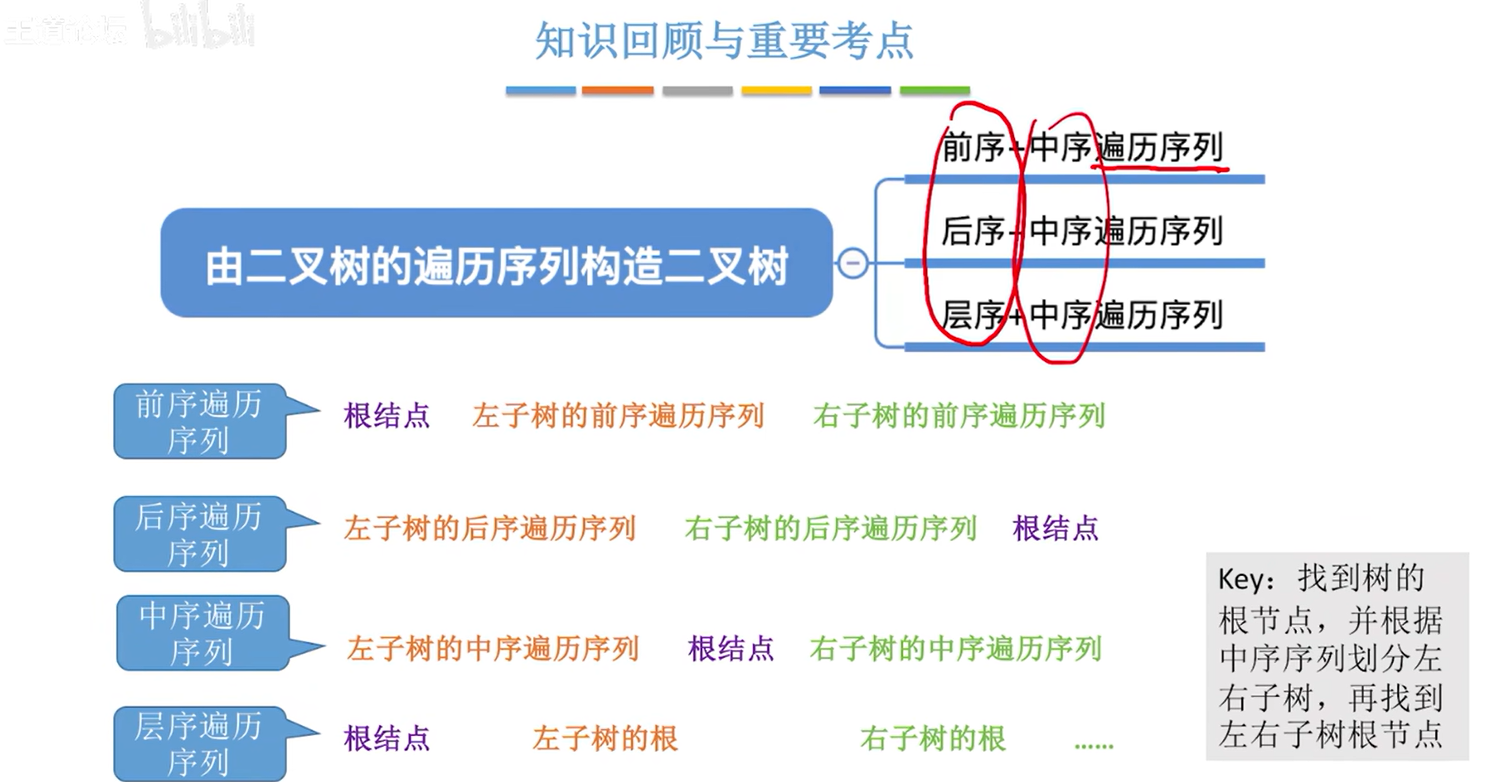 王道论坛 bilibili
知识回顾与重要考点
前序+中序遍历序列
由二叉树的遍历序列构造二叉树
后序+中序遍历序列
层序+中序遍历序列
前序遍历
序列
根结点 左子树的前序遍历序列 右子树的前序遍历序列
后序遍历
序列
左子树的后序遍历序列 右子树的后序遍历序列 根结点
中序遍历
序列
左子树的中序遍历序列 根结点 右子树的中序遍历序列
层序遍历
序列
根结点 左子树的根 右子树的根 ……
Key：找到树的
根节点，并根据
中序序列划分左
右子树，再找到
左右子树根节点